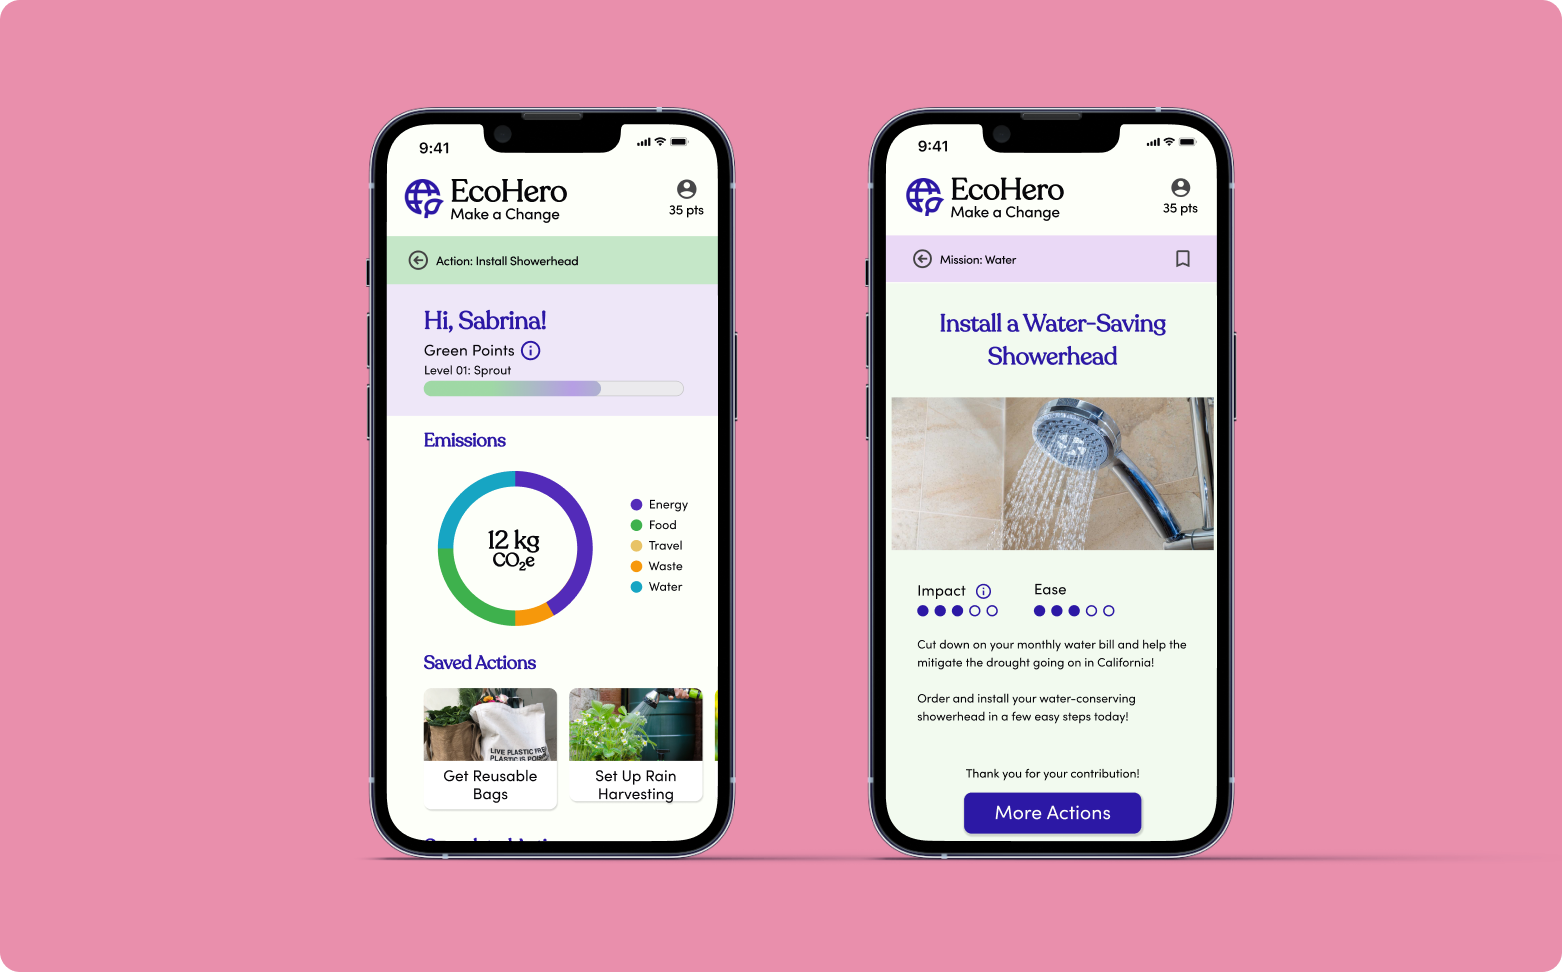 9:41
EcoHero
Make a Change
35 pts
Action: Install Showerhead
Hi, Sabrina!
Green Points
Level 01: Sprout
Emissions
12 kg
CO₂e
Energy
Food
Travel
Waste
Water
Saved Actions
LIVE PLASTIC FRE
PLASTIC IS POIS
Get Reusable
Bags
Set Up Rain
Harvesting
9:41
EcoHero
Make a Change
35 pts
Mission: Water
Install a Water-Saving
Showerhead
Impact
Ease
Cut down on your monthly water bill and help the
mitigate the drought going on in California!
Order and install your water-conserving
showerhead in a few easy steps today!
Thank you for your contribution!
More Actions